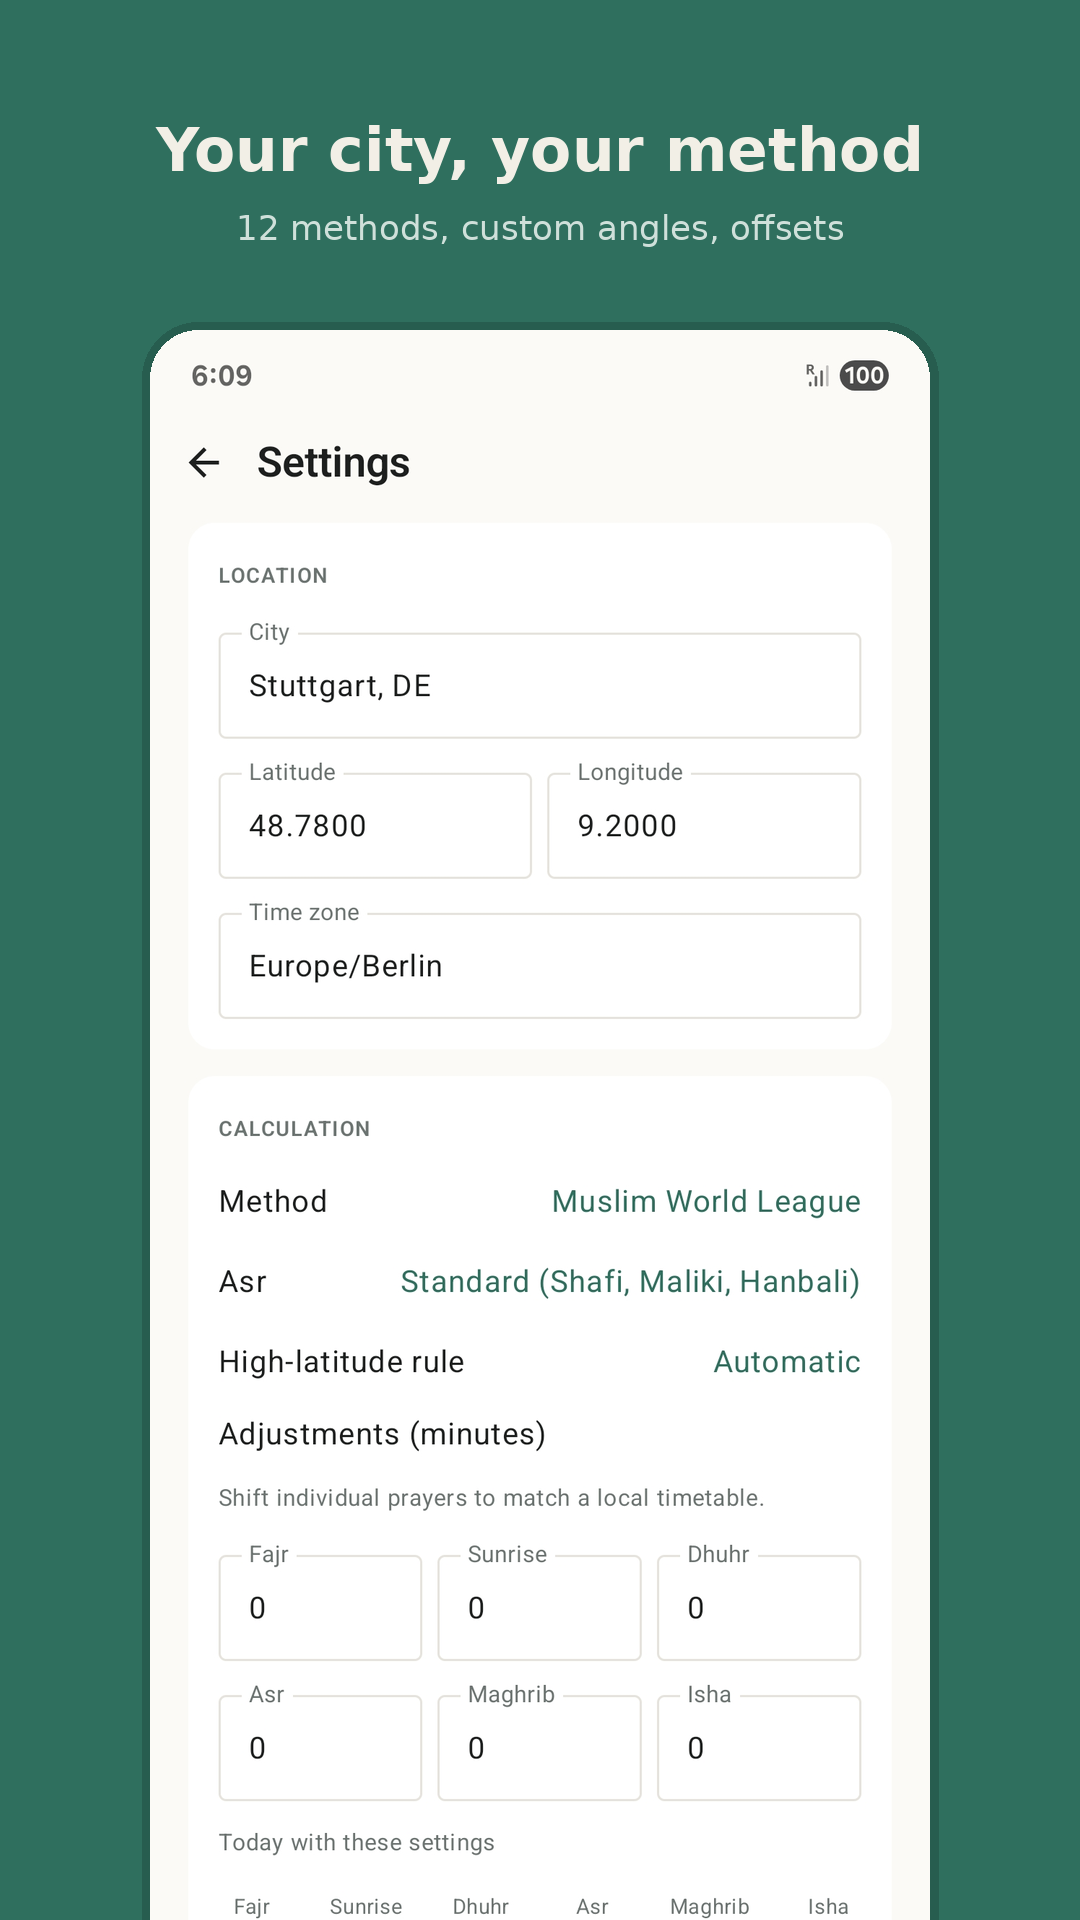 Your city, your method
12 methods, custom angles, offsets
6:09
R 100
Settings
LOCATION
City
Stuttgart, DE
Latitude Longitude
48.7800 9.2000
Time zone
Europe/Berlin
CALCULATION
Method Muslim World League
Asr Standard (Shafi, Maliki, Hanbali)
High-latitude rule Automatic
Adjustments (minutes)
Shift individual prayers to match a local timetable.
Fajr Sunrise Dhuhr
0 0 0
Asr Maghrib Isha
0 0 0
Today with these settings
Fajr Sunrise Dhuhr Asr Maghrib Isha